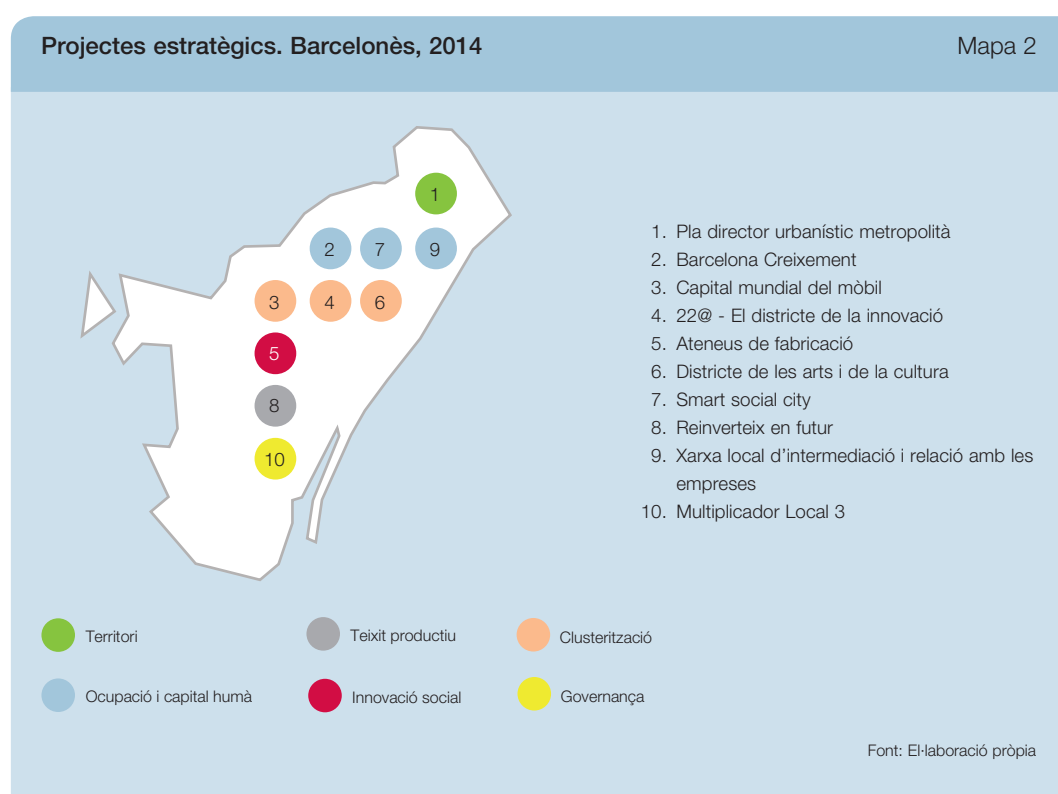 Projectes estratègics. Barcelonès, 2014
Mapa 2
1
2
7
9
3
4
6
5
8
10
1. Pla director urbanístic metropolità
2. Barcelona Creixement
3. Capital mundial del mòbil
4. 22@ - El districte de la innovació
5. Ateneus de fabricació
6. Districte de les arts i de la cultura
7. Smart social city
8. Reinverteix en futur
9. Xarxa local d'intermediació i relació amb les
empreses
10. Multiplicador Local 3
Territori
Teixit productiu
Clusterització
Ocupació i capital humà
Innovació social
Governança
Font: El·laboració pròpia